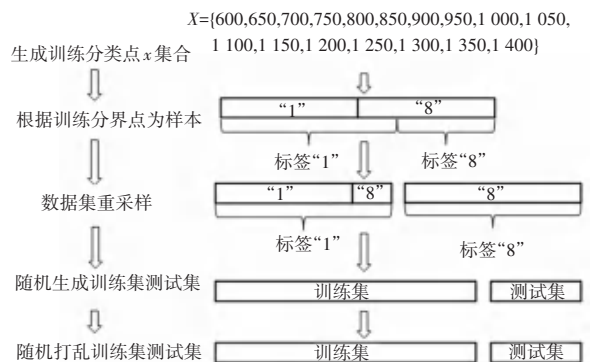 X={600,650,700,750,800,850,900,950,1 000,1 050,
1 100,1 150,1 200,1 250,1 300,1 350,1 400}
生成训练分类点x集合
“1” “8”
根据训练分界点为样本
标签“1” 标签“8”
“1” “8” “8”
数据集重采样
标签“1” 标签“8”
随机生成训练集测试集 训练集 测试集
随机打乱训练集测试集 训练集 测试集